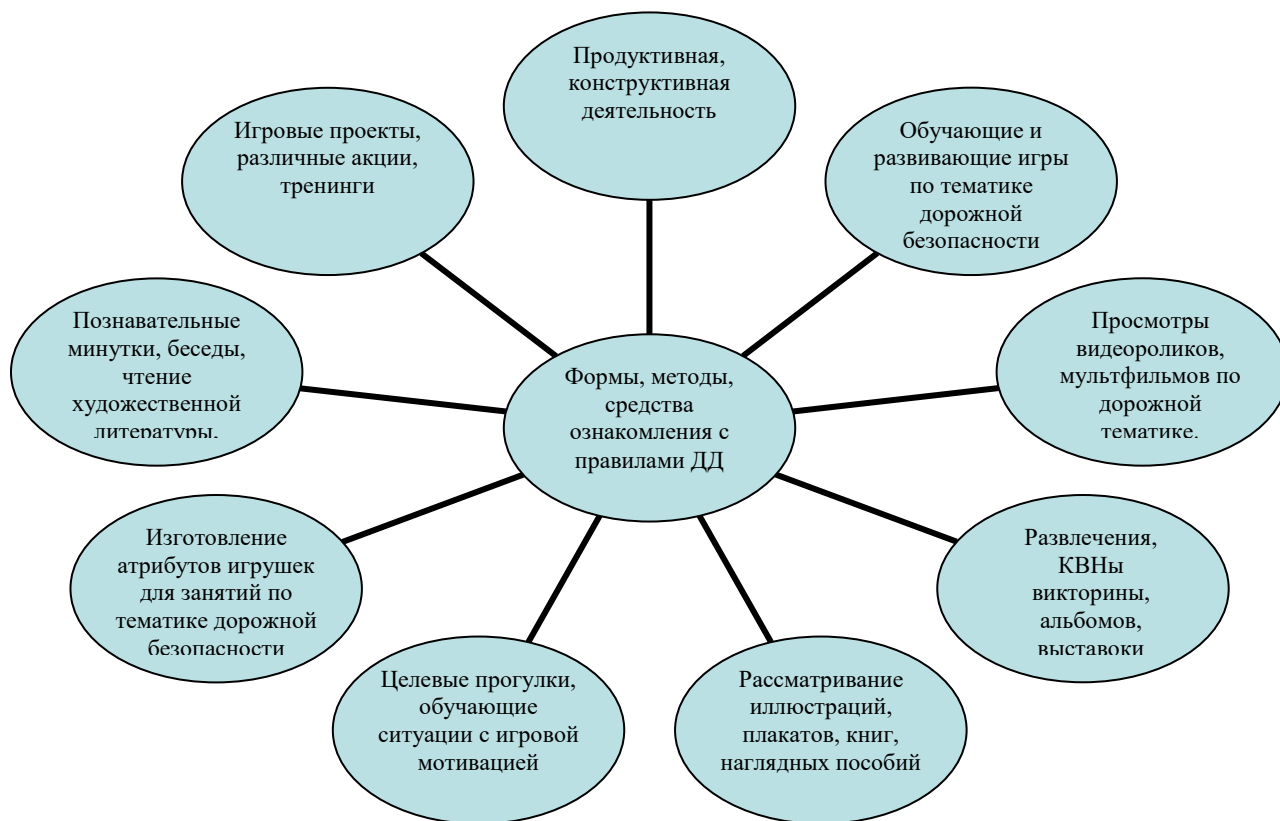 Продуктивная,
конструктивная
деятельность
Игровые проекты,
различные акции,
тренинги
Обучающие и
развивающие игры
по тематике
дорожной
безопасности
Познавательные
минутки, беседы,
чтение
художественной
литературы.
Просмотры
видеороликов,
мультфильмов по
дорожной
тематике.
Формы, методы,
средства
ознакомления с
правилами ДД
Изготовление
атрибутов игрушек
для занятий по
тематике дорожной
безопасности
Развлечения,
КВНы
викторины,
альбомов,
выставоки
Целевые прогулки,
обучающие
ситуации с игровой
мотивацией
Рассматривание
иллюстраций,
плакатов, книг,
наглядных пособий